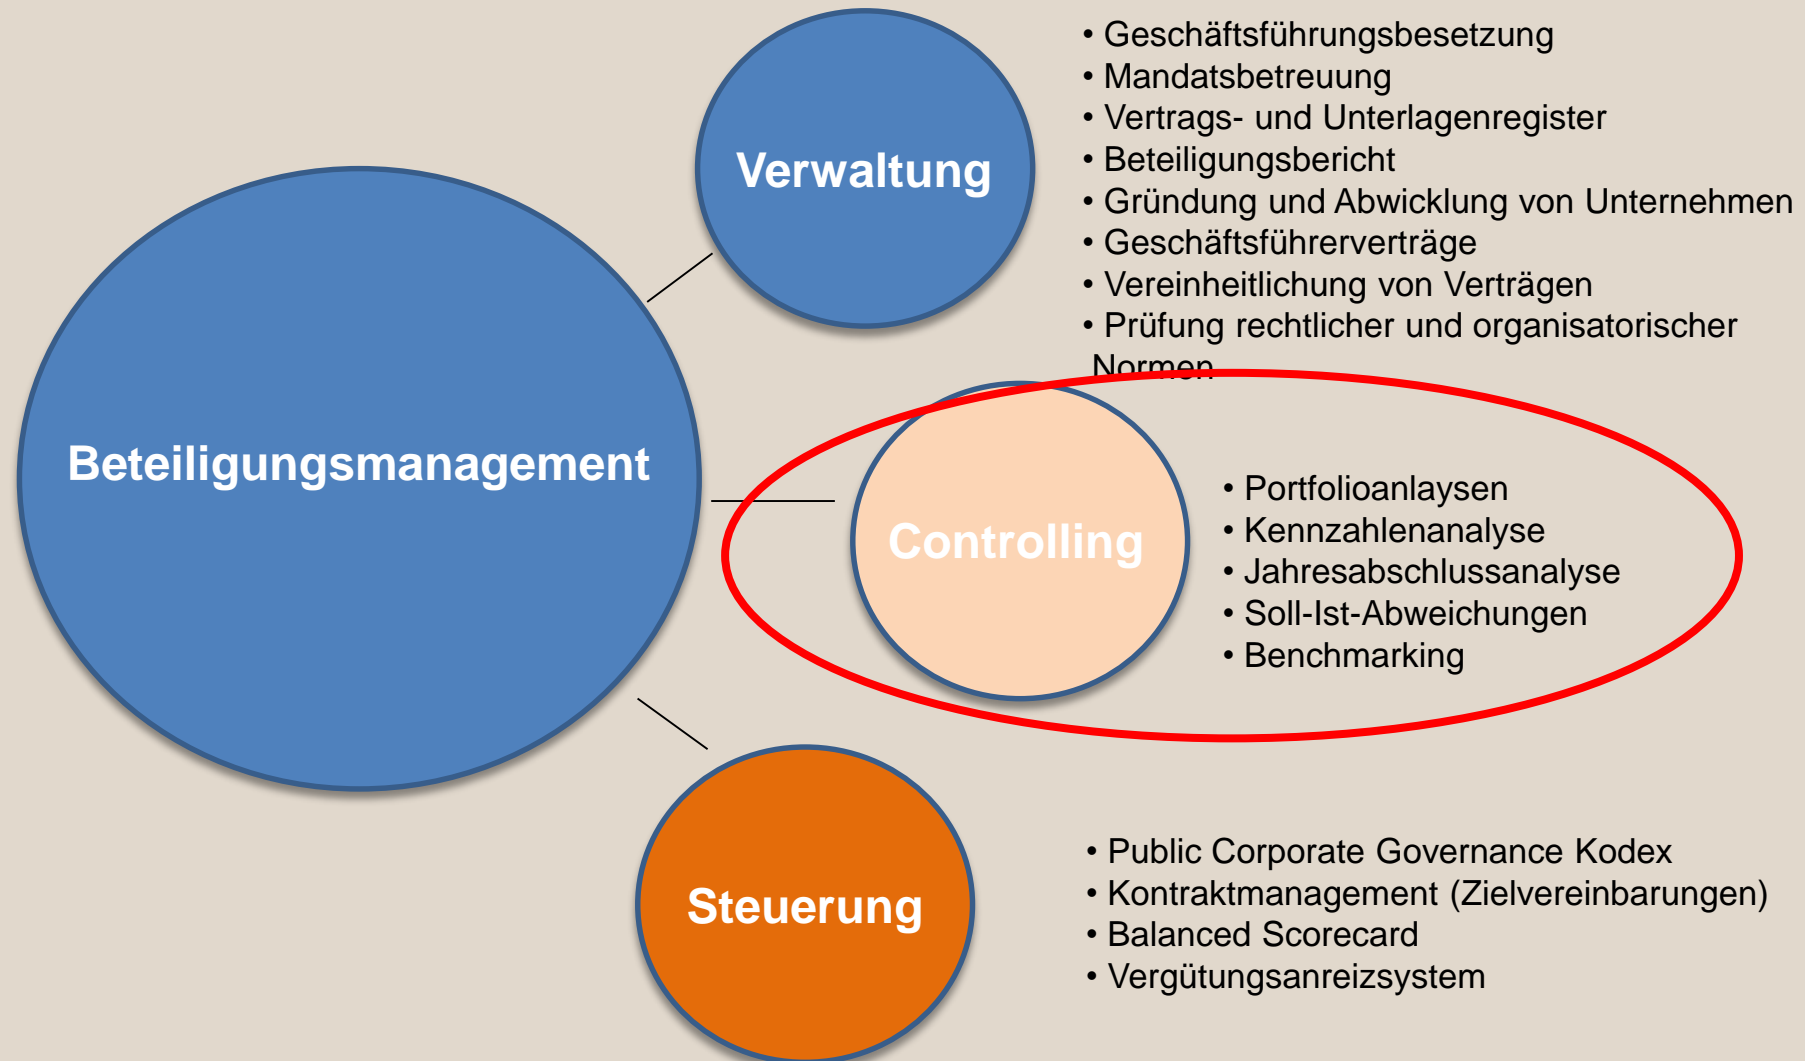 Beteiligungsmanagement
Verwaltung
• Geschäftsführungsbesetzung
• Mandatsbetreuung
• Vertrags- und Unterlagenregister
• Beteiligungsbericht
• Gründung und Abwicklung von Unternehmen
• Geschäftsführerverträge
• Vereinheitlichung von Verträgen
• Prüfung rechtlicher und organisatorischer
Normen
Controlling
• Portfolioanlaysen
• Kennzahlenanalyse
• Jahresabschlussanalyse
• Soll-Ist-Abweichungen
• Benchmarking
Steuerung
• Public Corporate Governance Kodex
• Kontraktmanagement (Zielvereinbarungen)
• Balanced Scorecard
• Vergütungsanreizsystem